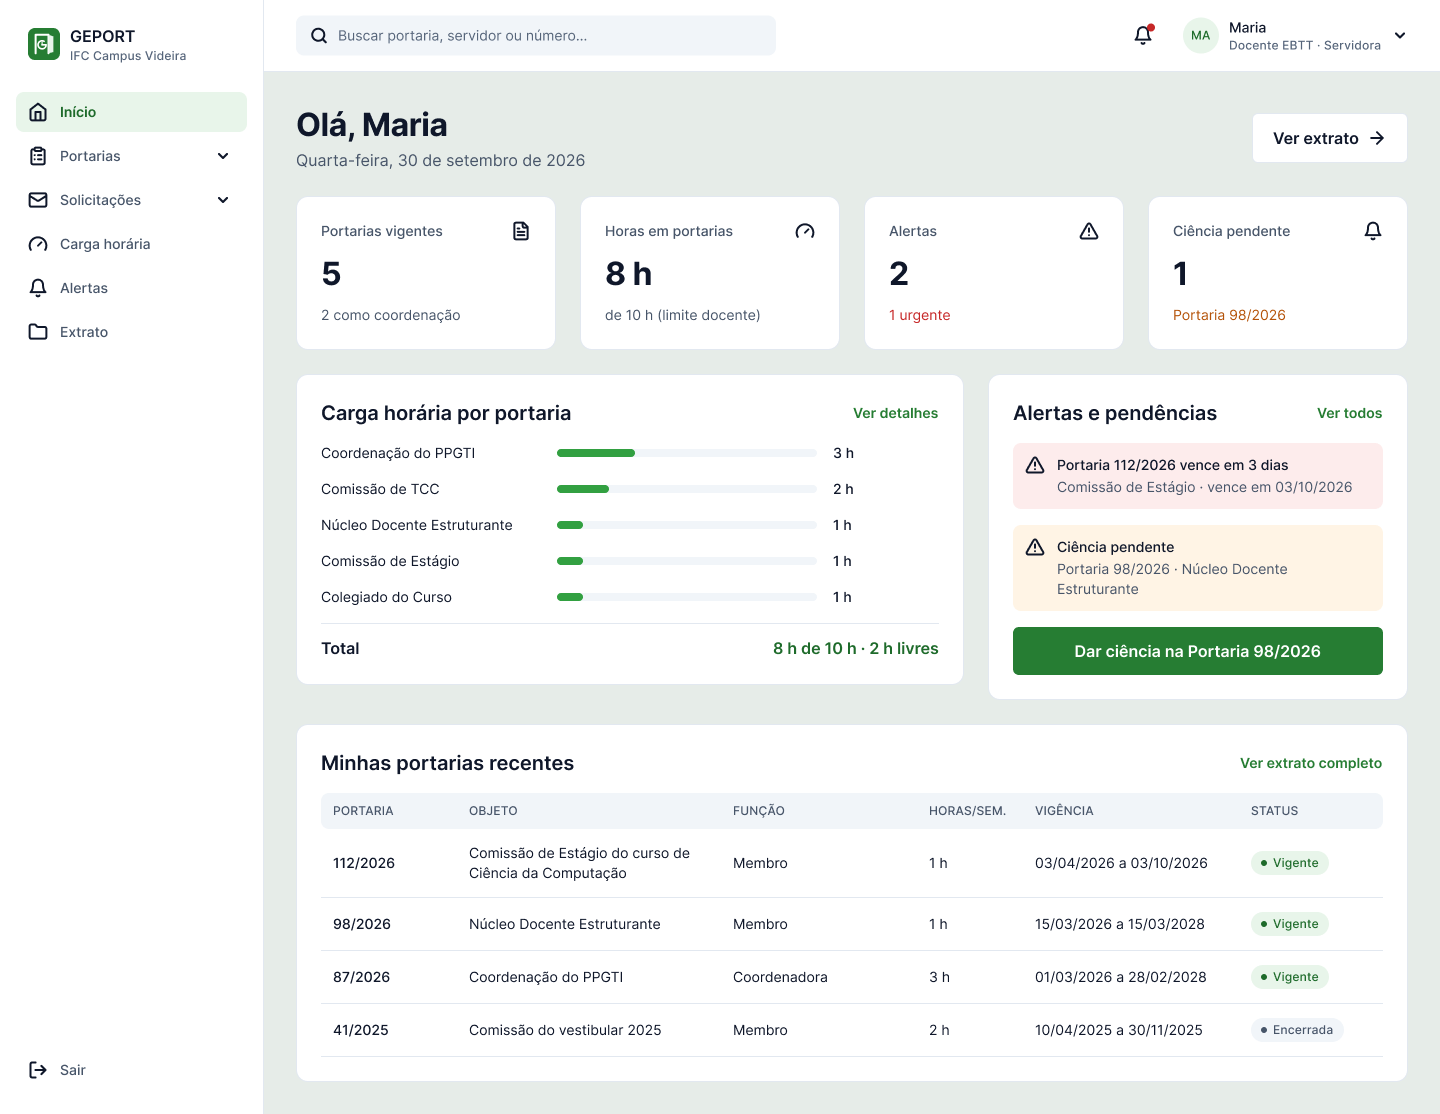 GEPORT
IFC Campus Videira
Início
Portarias
Solicitações
Carga horária
Alertas
Extrato
Sair
Buscar portaria, servidor ou número...
MA
Maria
Docente EBTT · Servidora
Olá, Maria
Quarta-feira, 30 de setembro de 2026
Ver extrato
Portarias vigentes
5
2 como coordenação
Horas em portarias
8 h
de 10 h (limite docente)
Alertas
2
1 urgente
Ciência pendente
1
Portaria 98/2026
Carga horária por portaria
Ver detalhes
Coordenação do PPGTI 3 h
Comissão de TCC 2 h
Núcleo Docente Estruturante 1 h
Comissão de Estágio 1 h
Colegiado do Curso 1 h
Total 8 h de 10 h · 2 h livres
Alertas e pendências
Ver todos
Portaria 112/2026 vence em 3 dias
Comissão de Estágio · vence em 03/10/2026
Ciência pendente
Portaria 98/2026 · Núcleo Docente
Estruturante
Dar ciência na Portaria 98/2026
Minhas portarias recentes
Ver extrato completo
PORTARIA OBJETO FUNÇÃO HORAS/SEM. VIGÊNCIA STATUS
112/2026 Comissão de Estágio do curso de
Ciência da Computação Membro 1 h 03/04/2026 a 03/10/2026 Vigente
98/2026 Núcleo Docente Estruturante Membro 1 h 15/03/2026 a 15/03/2028 Vigente
87/2026 Coordenação do PPGTI Coordenadora 3 h 01/03/2026 a 28/02/2028 Vigente
41/2025 Comissão do vestibular 2025 Membro 2 h 10/04/2025 a 30/11/2025 Encerrada